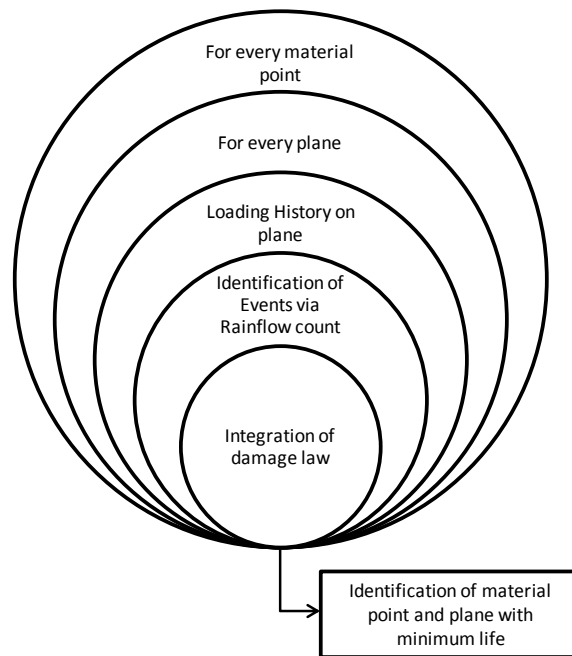 For every material
point
For every plane
Loading History on
plane
Identification of
Events via
Rainflow count
Integration of
damage law
Identification of material
point and plane with
minimum life